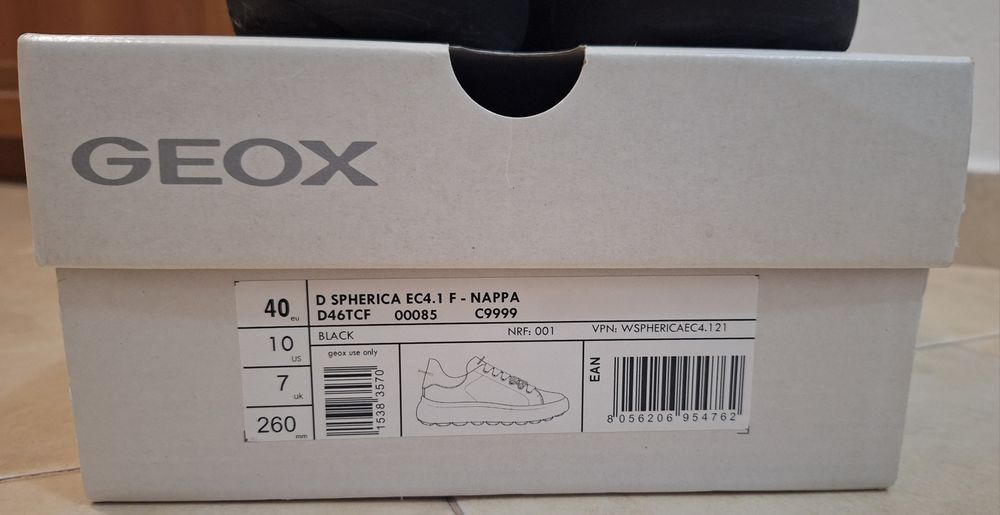 GEOX
40 eu
10 US
7 uk
260 mm
D SPHERICA EC4.1 F - NAPPA
D46TCF 00085 C9999
BLACK NRF: 001 VPN: WSPHERICAEC4.121
geox use only
1538 3570
EAN
8 056206 954762